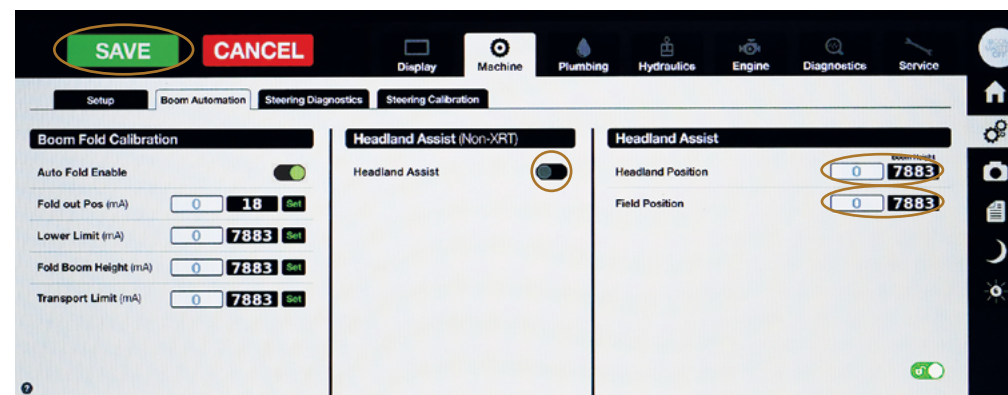 SAVE
CANCEL
Display
Machine
Plumbing
Hydraulics
Engine
Diagnostics
Service
Setup
Boom Automation
Steering Diagnostics
Steering Calibration
Boom Fold Calibration
Auto Fold Enable
Fold out Pos (mA) 0 18 Set
Lower Limit (mA) 0 7883 Set
Fold Boom Height (mA) 0 7883 Set
Transport Limit (mA) 0 7883 Set
Headland Assist (Non-XRT)
Headland Assist
Headland Assist
Boom Height
Headland Position 0 7883
Field Position 0 7883
?